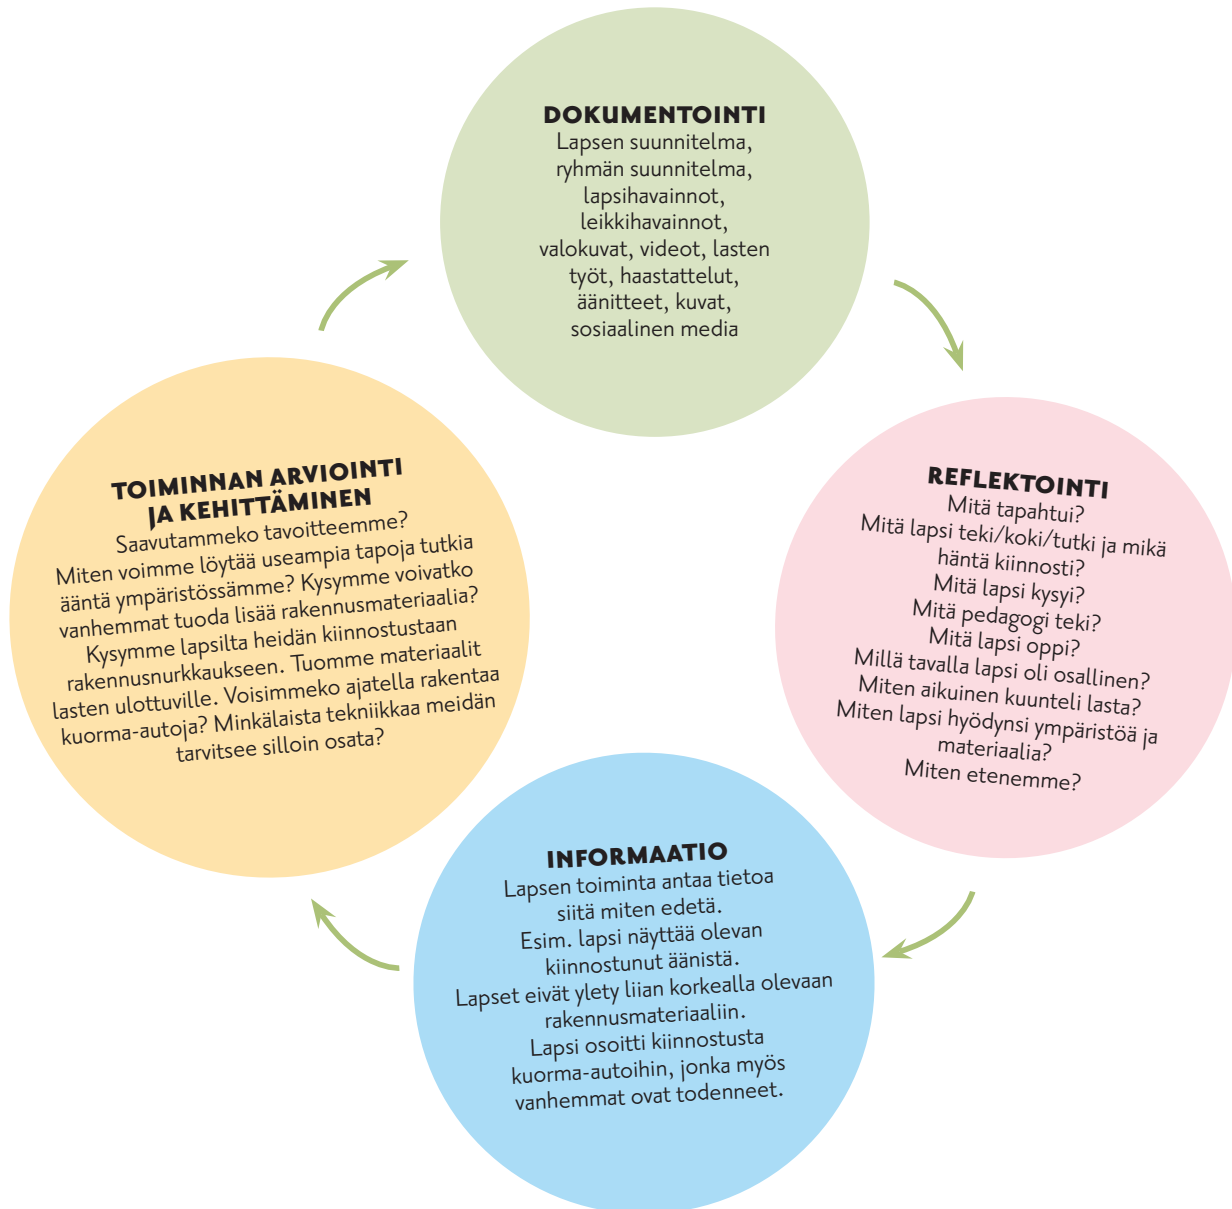 DOKUMENTOINTI
Lapsen suunnitelma,
ryhmän suunnitelma,
lapsihavainnot,
leikkihavainnot,
valokuvat, videot, lasten
työt, haastattelut,
äänitteet, kuvat,
sosiaalinen media
REFLEKTOINTI
Mitä tapahtui?
Mitä lapsi teki/koki/tutki ja mikä
häntä kiinnosti?
Mitä lapsi kysyi?
Mitä pedagogi teki?
Mitä lapsi oppi?
Millä tavalla lapsi oli osallinen?
Miten aikuinen kuunteli lasta?
Miten lapsi hyödynsi ympäristöä ja
materiaalia?
Miten etenemme?
INFORMAATIO
Lapsen toiminta antaa tietoa
siitä miten edetä.
Esim. lapsi näyttää olevan
kiinnostunut äänistä.
Lapset eivät ylety liian korkealla olevaan
rakennusmateriaaliin.
Lapsi osoitti kiinnostusta
kuorma-autoihin, jonka myös
vanhemmat ovat todenneet.
TOIMINNAN ARVIOINTI
JA KEHITTÄMINEN
Saavutammeko tavoitteemme?
Miten voimme löytää useampia tapoja tutkia
ääntä ympäristössämme? Kysymme voivatko
vanhemmat tuoda lisää rakennusmateriaalia?
Kysymme lapsilta heidän kiinnostustaan
rakennusnurkkaukseen. Tuomme materiaalit
lasten ulottuville. Voisimmeko ajatella rakentaa
kuorma-autoja? Minkälaista tekniikkaa meidän
tarvitsee silloin osata?